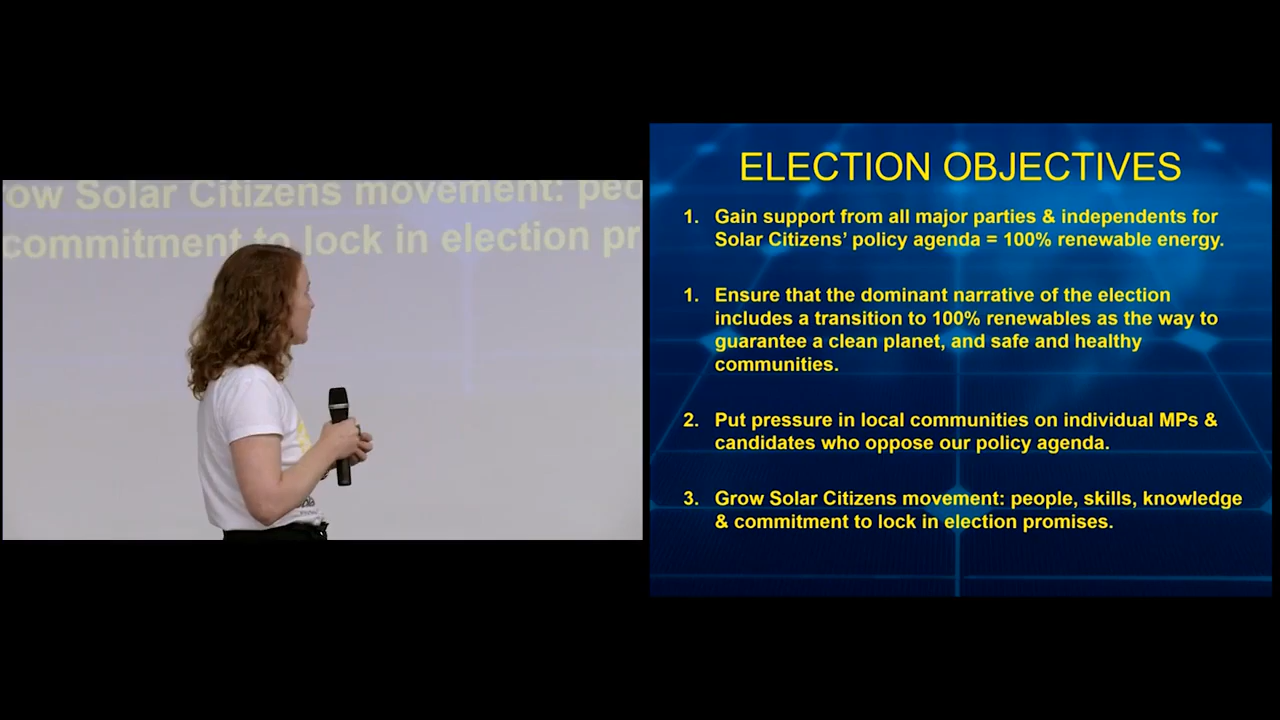 ow Solar Citizens movement: peo
commitment to lock in election pr
ELECTION OBJECTIVES
1. Gain support from all major parties & independents for
Solar Citizens’ policy agenda = 100% renewable energy.
1. Ensure that the dominant narrative of the election
includes a transition to 100% renewables as the way to
guarantee a clean planet, and safe and healthy
communities.
2. Put pressure in local communities on individual MPs &
candidates who oppose our policy agenda.
3. Grow Solar Citizens movement: people, skills, knowledge
& commitment to lock in election promises.